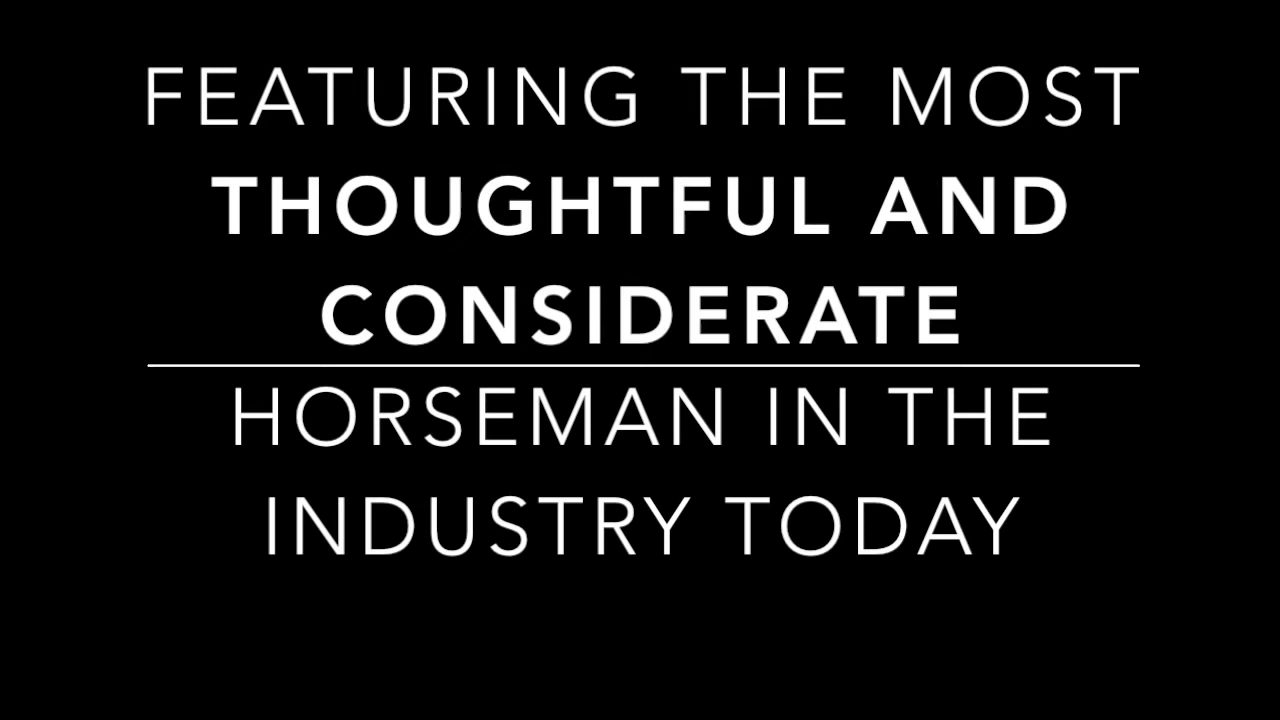 FEATURING THE MOST
THOUGHTFUL AND
CONSIDERATE
HORSEMAN IN THE
INDUSTRY TODAY